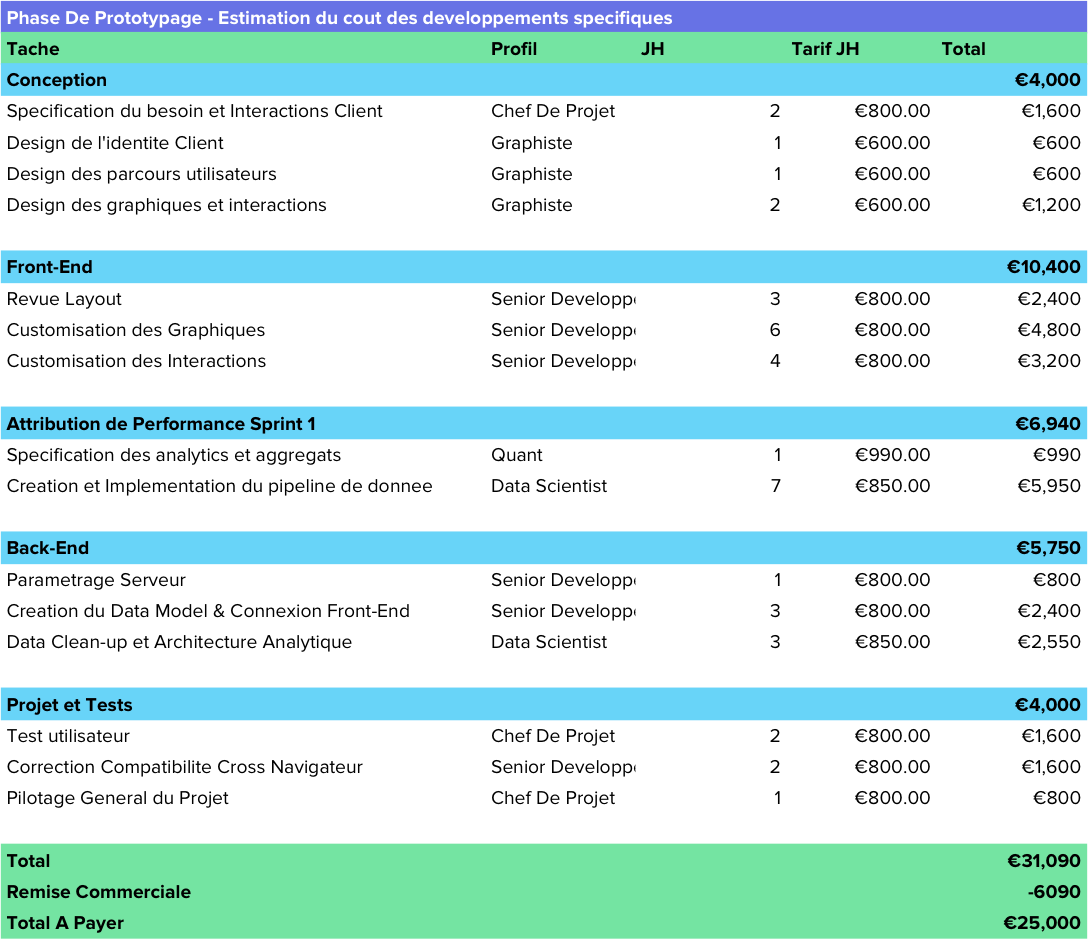 Phase De Prototypage - Estimation du cout des developpements specifiques
Tache Profil JH Tarif JH Total
Conception €4,000
Specification du besoin et Interactions Client Chef De Projet 2 €800.00 €1,600
Design de l'identite Client Graphiste 1 €600.00 €600
Design des parcours utilisateurs Graphiste 1 €600.00 €600
Design des graphiques et interactions Graphiste 2 €600.00 €1,200
Front-End €10,400
Revue Layout Senior Developpe 3 €800.00 €2,400
Customisation des Graphiques Senior Developpe 6 €800.00 €4,800
Customisation des Interactions Senior Developpe 4 €800.00 €3,200
Attribution de Performance Sprint 1 €6,940
Specification des analytics et aggregats Quant 1 €990.00 €990
Creation et Implementation du pipeline de donnee Data Scientist 7 €850.00 €5,950
Back-End €5,750
Parametrage Serveur Senior Developpe 1 €800.00 €800
Creation du Data Model & Connexion Front-End Senior Developpe 3 €800.00 €2,400
Data Clean-up et Architecture Analytique Data Scientist 3 €850.00 €2,550
Projet et Tests €4,000
Test utilisateur Chef De Projet 2 €800.00 €1,600
Correction Compatibilite Cross Navigateur Senior Developpe 2 €800.00 €1,600
Pilotage General du Projet Chef De Projet 1 €800.00 €800
Total €31,090
Remise Commerciale -6090
Total A Payer €25,000